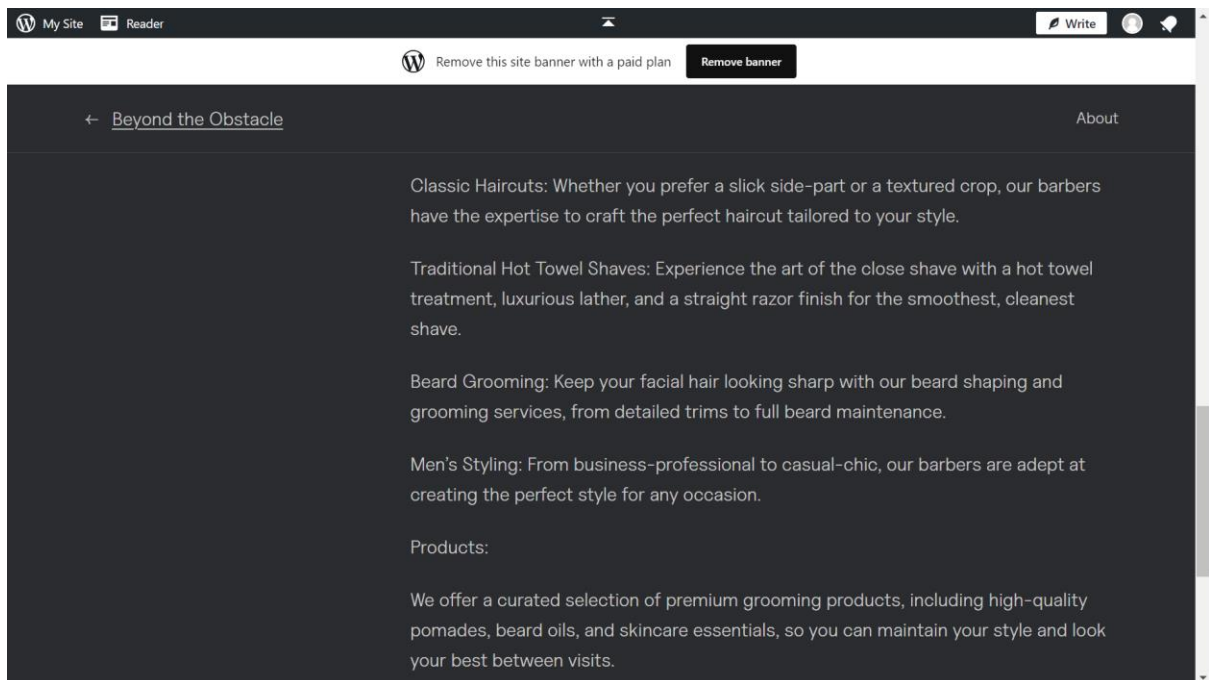 My Site Reader Write
Remove this site banner with a paid plan Remove banner
← Beyond the Obstacle About
Classic Haircuts: Whether you prefer a slick side-part or a textured crop, our barbers
have the expertise to craft the perfect haircut tailored to your style.
Traditional Hot Towel Shaves: Experience the art of the close shave with a hot towel
treatment, luxurious lather, and a straight razor finish for the smoothest, cleanest
shave.
Beard Grooming: Keep your facial hair looking sharp with our beard shaping and
grooming services, from detailed trims to full beard maintenance.
Men’s Styling: From business-professional to casual-chic, our barbers are adept at
creating the perfect style for any occasion.
Products:
We offer a curated selection of premium grooming products, including high-quality
pomades, beard oils, and skincare essentials, so you can maintain your style and look
your best between visits.